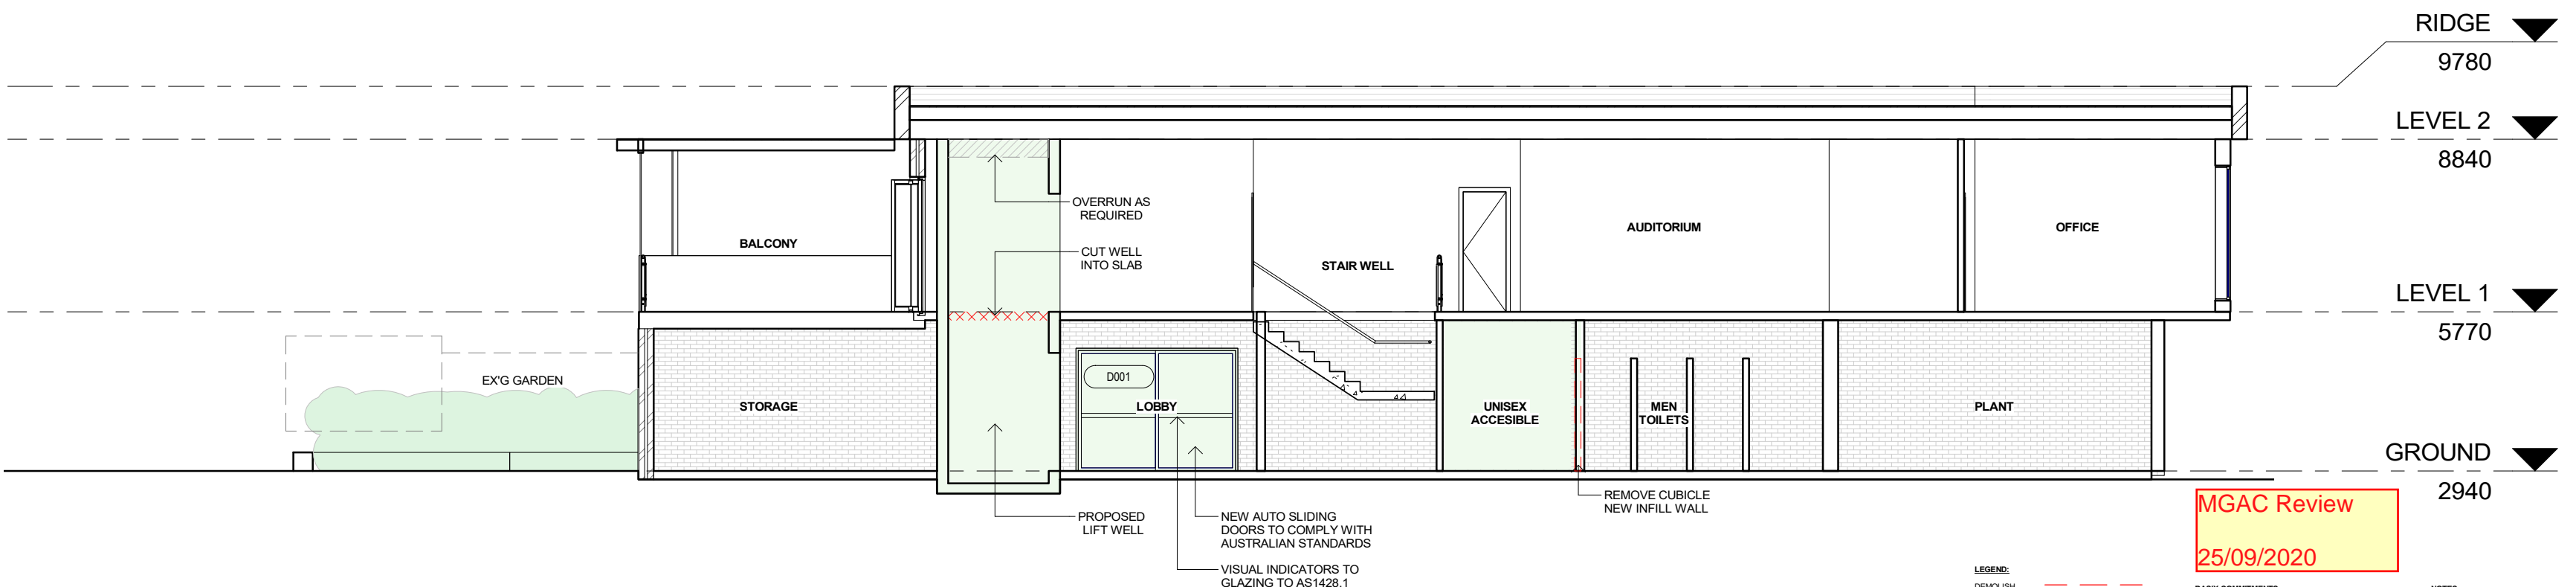 RIDGE
9780
LEVEL 2
8840
OVERRUN AS
REQUIRED
BALCONY
CUT WELL
INTO SLAB
STAIR WELL
AUDITORIUM
OFFICE
LEVEL 1
5770
EX'G GARDEN
D001
STORAGE
LOBBY
UNISEX
ACCESIBLE
MEN
TOILETS
PLANT
GROUND
2940
REMOVE CUBICLE
NEW INFILL WALL
PROPOSED
LIFT WELL
NEW AUTO SLIDING
DOORS TO COMPLY WITH
AUSTRALIAN STANDARDS
VISUAL INDICATORS TO
GLAZING TO AS1428.1
MGAC Review
25/09/2020
LEGEND:
DEMOLISH